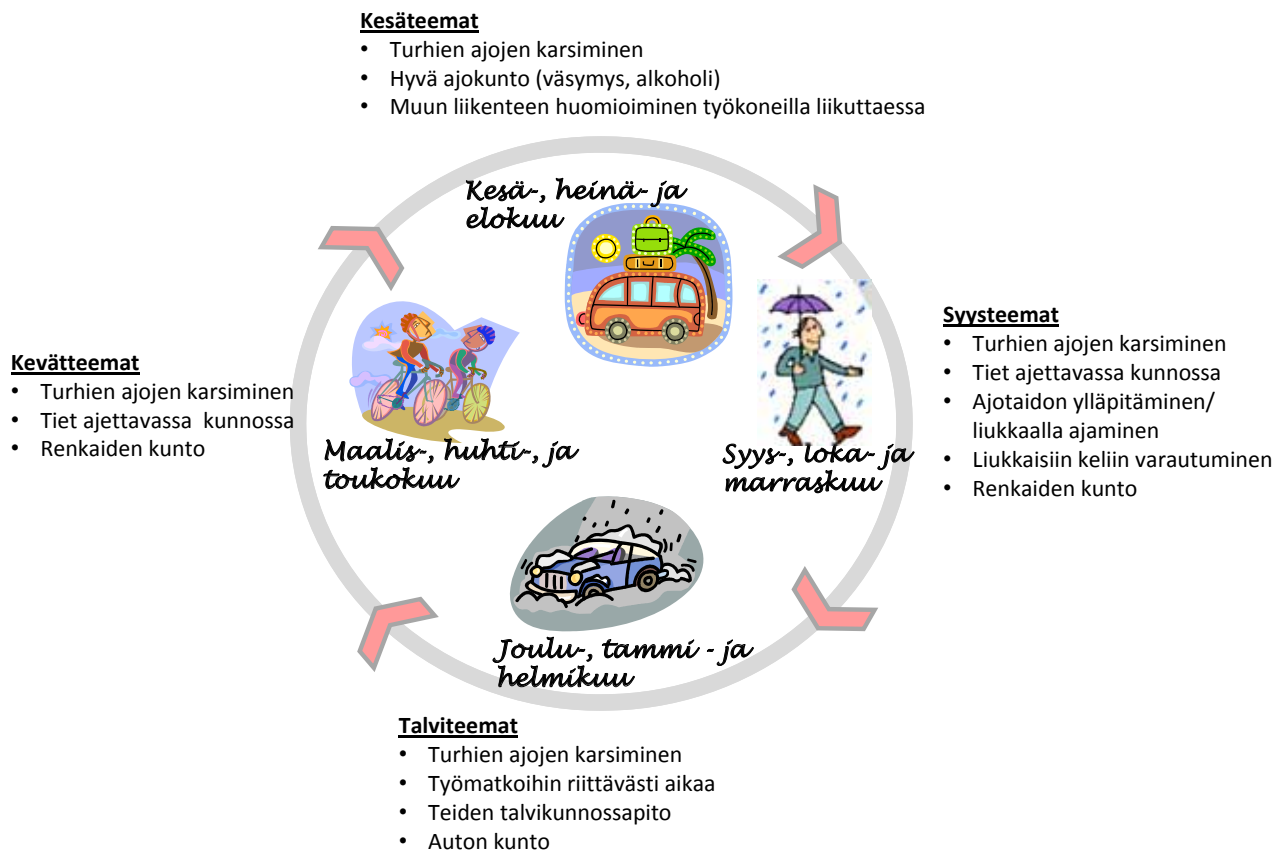 Kesäteemat
• Turhien ajojen karsiminen
• Hyvä ajokunto (väsymys, alkoholi)
• Muun liikenteen huomioiminen työkoneilla liikuttaessa
Kesä-, heinä- ja
elokuu
Syysteemat
• Turhien ajojen karsiminen
• Tiet ajettavassa kunnossa
• Ajotaidon ylläpitäminen/
liukkaalla ajaminen
• Liukkaisiin keliin varautuminen
• Renkaiden kunto
Syys-, loka- ja
marraskuu
Kevätteemat
• Turhien ajojen karsiminen
• Tiet ajettavassa kunnossa
• Renkaiden kunto
Maalis-, huhti-, ja
toukokuu
Joulu-, tammi - ja
helmikuu
Talviteemat
• Turhien ajojen karsiminen
• Työmatkoihin riittävästi aikaa
• Teiden talvikunnossapito
• Auton kunto